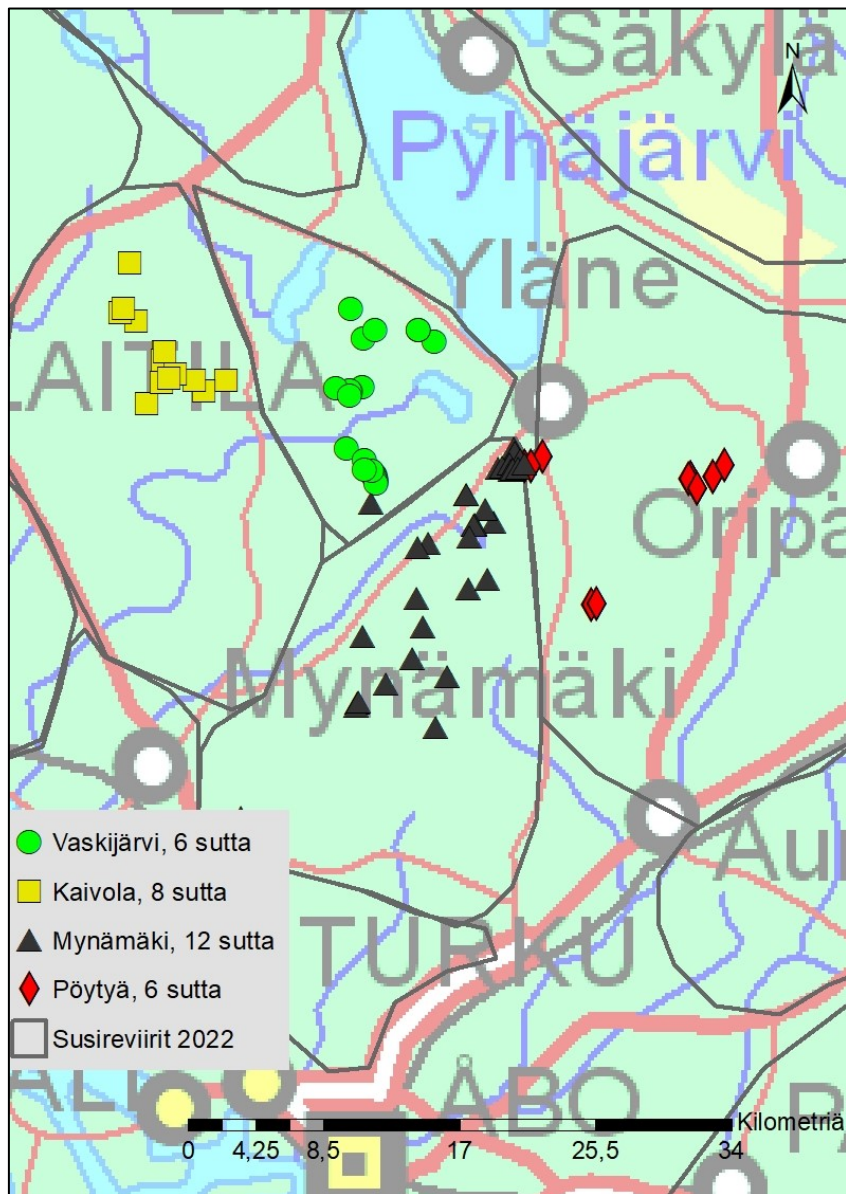 Säkylä
N
Pyhäjärvi
Yläne
LAITILA
Oripä
Mynämäki
Vaskijärvi, 6 sutta
Kaivola, 8 sutta
Mynämäki, 12 sutta
Pöytyä, 6 sutta
Susireviirit 2022
Au
TURKU
ÅBO
Kilometriä
0 4,25 8,5 17 25,5 34